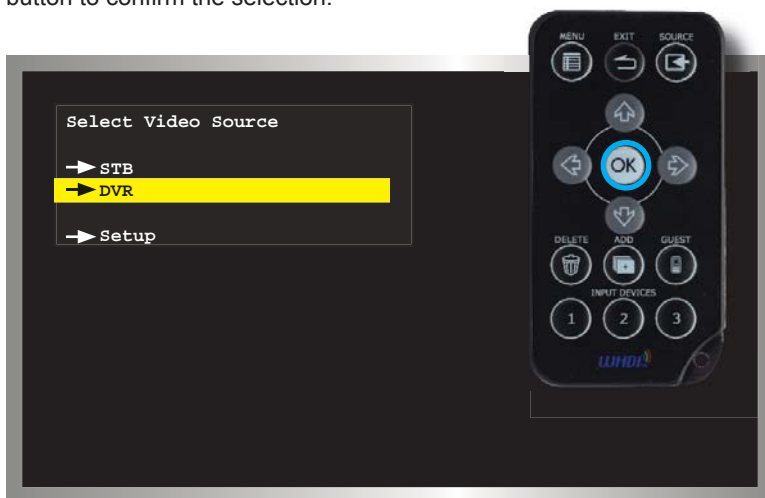 button to confirm the selection.
MENU EXIT SOURCE
Select Video Source
STB
DVR
Setup
OK
DELETE ADD GUEST
INPUT DEVICES
1 2 3
WHDI